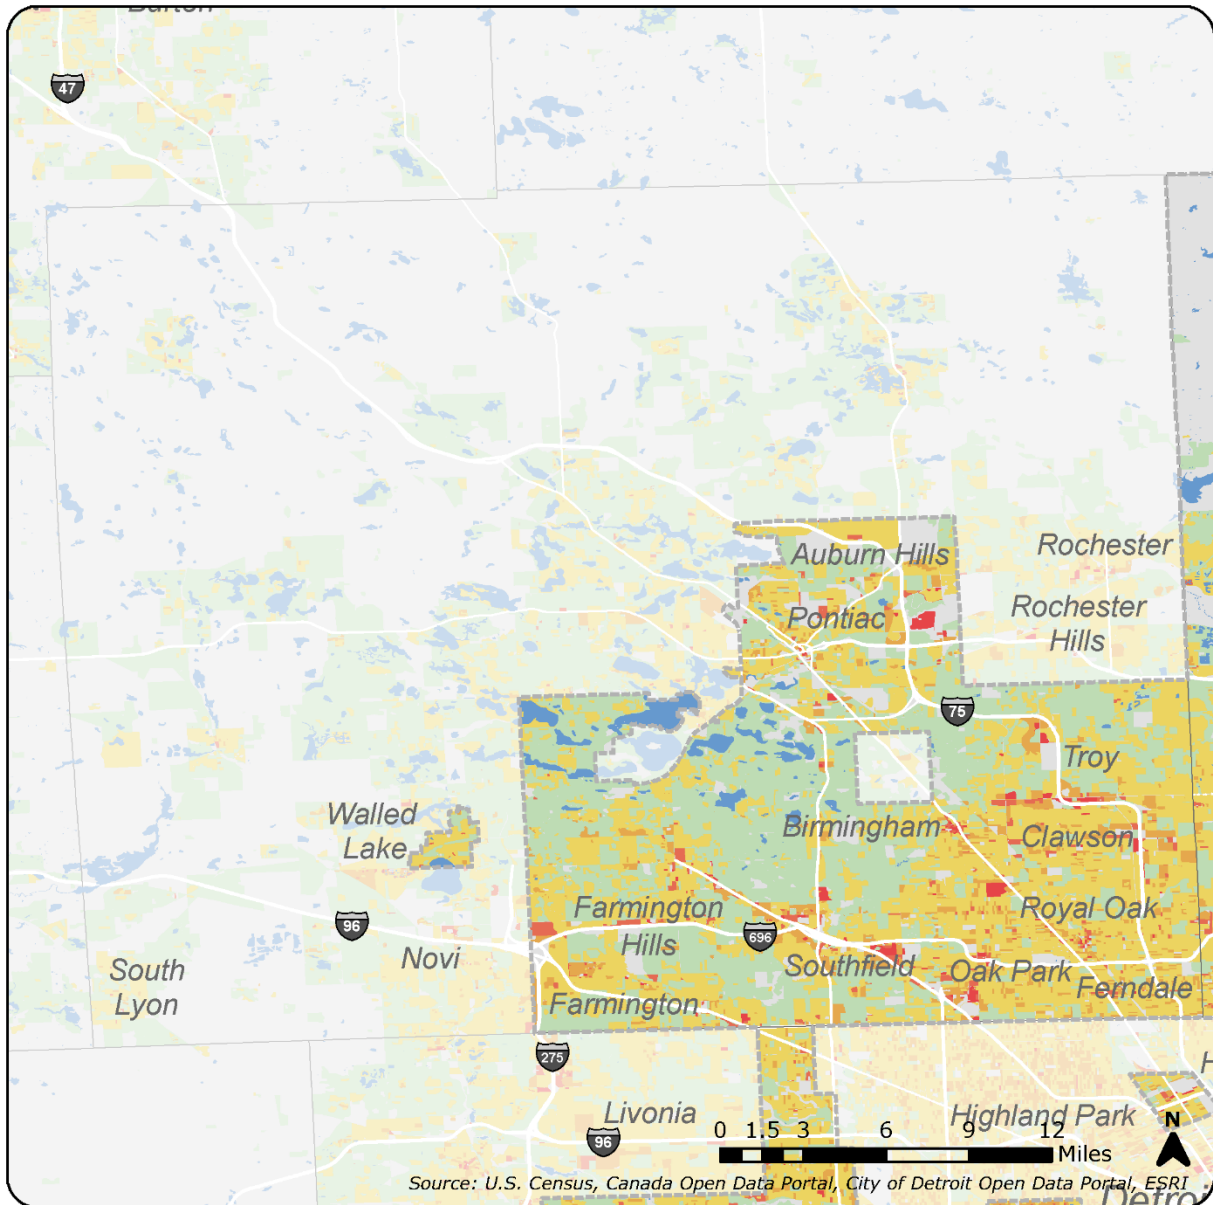 Burton
47
Auburn Hills
Rochester
Pontiac
Rochester
Hills
75
Troy
Walled
Lake
Birmingham
Clawson
Farmington
Hills
Royal Oak
96
696
Novi
Southfield
Oak Park
South
Lyon
Farmington
Ferndale
275
H
Livonia
Highland Park
96
N
0 1.5 3 6 9 12
Miles
Source: U.S. Census, Canada Open Data Portal, City of Detroit Open Data Portal, ESRI
Detroi